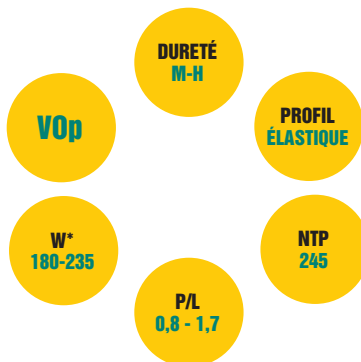 DURETÉ
M-H
VOp
PROFIL
ÉLASTIQUE
W*
180-235
NTP
245
P/L
0,8 - 1,7